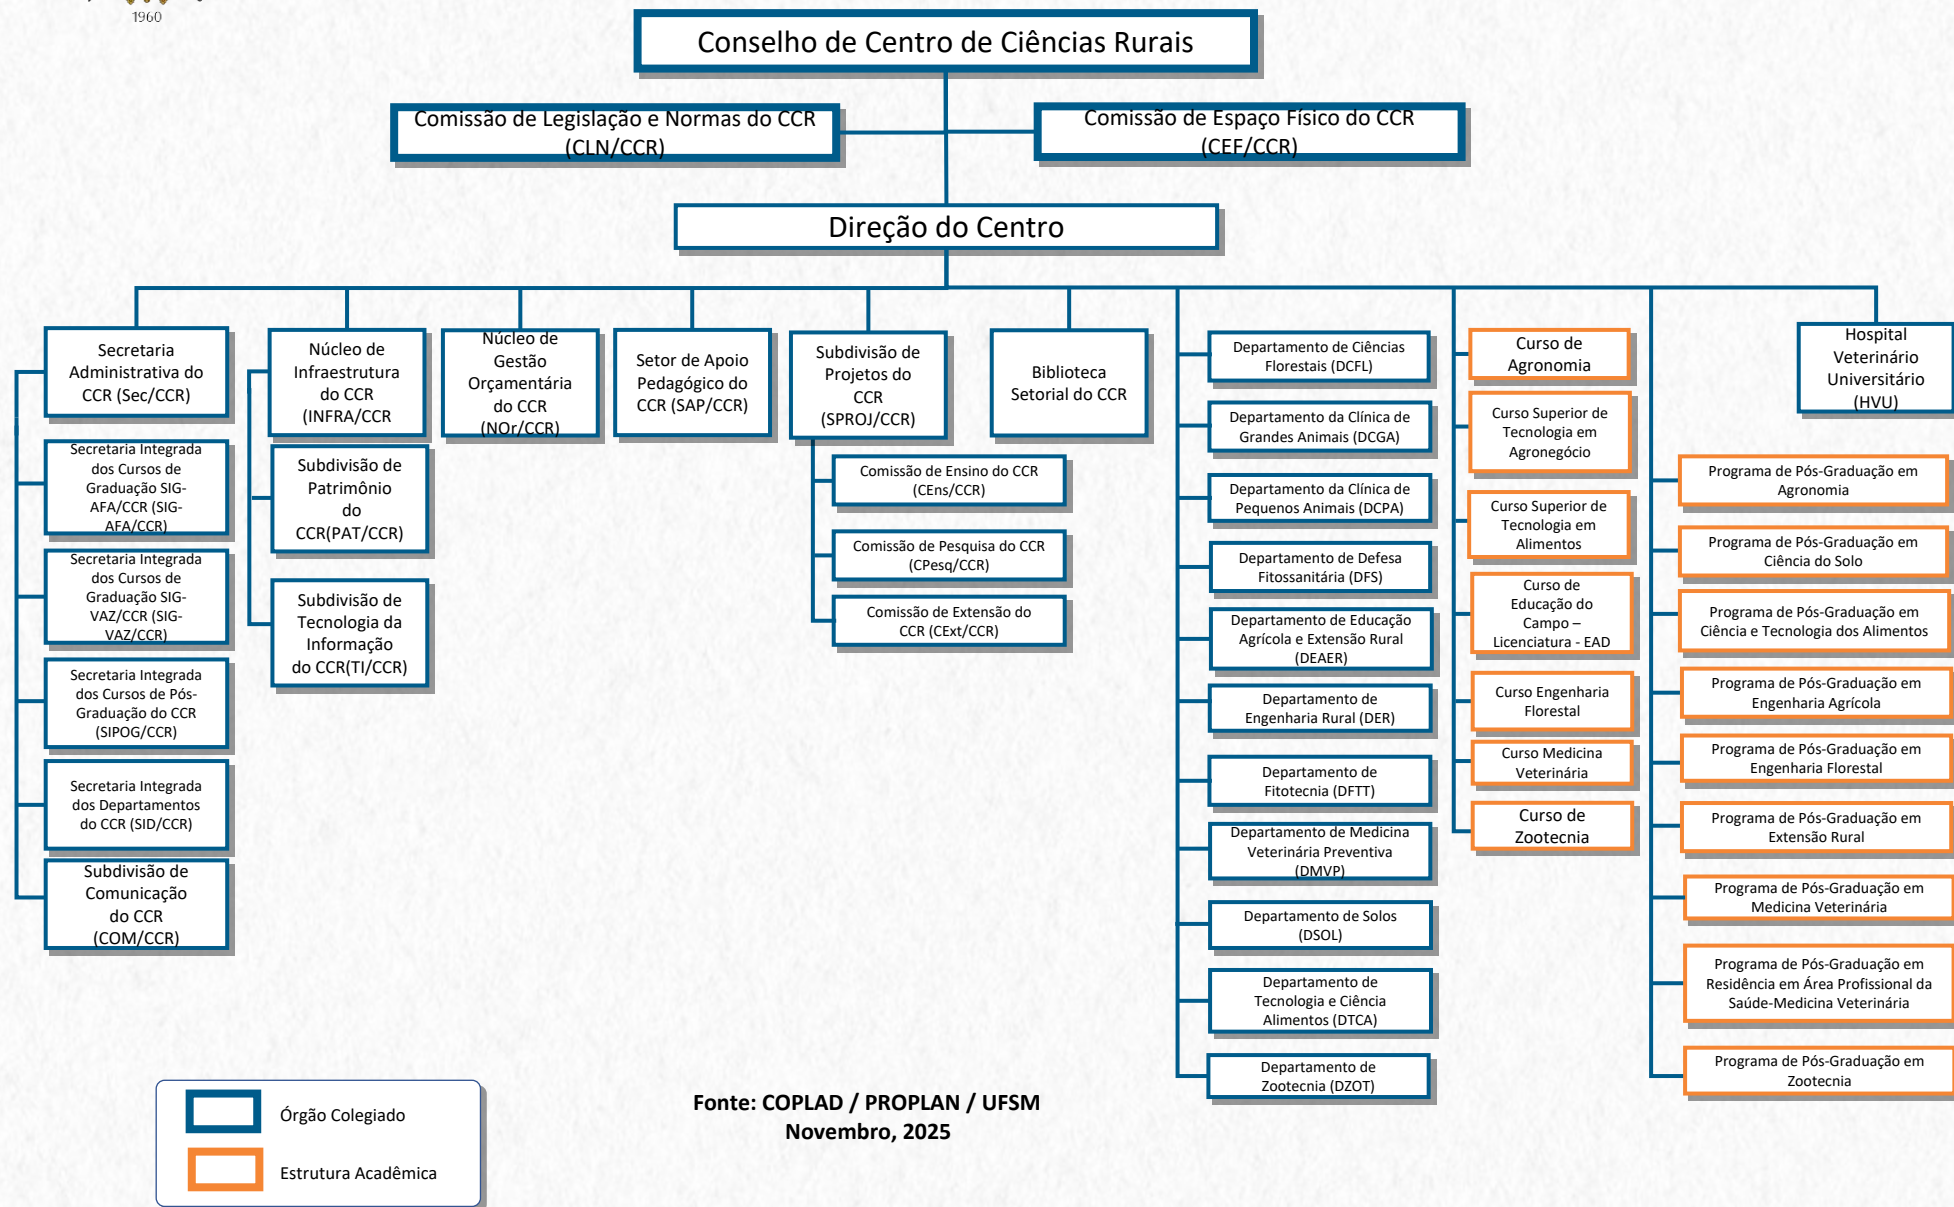 1960
Conselho de Centro de Ciências Rurais
Comissão de Legislação e Normas do CCR
(CLN/CCR)
Comissão de Espaço Físico do CCR
(CEF/CCR)
Direção do Centro
Secretaria
Administrativa do
CCR (Sec/CCR)
Secretaria Integrada
dos Cursos de
Graduação SIG-
AFA/CCR (SIG-
AFA/CCR)
Secretaria Integrada
dos Cursos de
Graduação SIG-
VAZ/CCR (SIG-
VAZ/CCR)
Secretaria Integrada
dos Cursos de Pós-
Graduação do CCR
(SIPOG/CCR)
Secretaria Integrada
dos Departamentos
do CCR (SID/CCR)
Subdivisão de
Comunicação
do CCR
(COM/CCR)
Núcleo de
Infraestrutura
do CCR
(INFRA/CCR
Subdivisão de
Patrimônio
do
CCR(PAT/CCR)
Subdivisão de
Tecnologia da
Informação
do CCR(TI/CCR)
Núcleo de
Gestão
Orçamentária
do CCR
(NOr/CCR)
Setor de Apoio
Pedagógico do
CCR (SAP/CCR)
Subdivisão de
Projetos do
CCR
(SPROJ/CCR)
Comissão de Ensino do CCR
(CEns/CCR)
Comissão de Pesquisa do CCR
(CPesq/CCR)
Comissão de Extensão do
CCR (CExt/CCR)
Biblioteca
Setorial do CCR
Departamento de Ciências
Florestais (DCFL)
Departamento da Clínica de
Grandes Animais (DCGA)
Departamento da Clínica de
Pequenos Animais (DCPA)
Departamento de Defesa
Fitossanitária (DFS)
Departamento de Educação
Agrícola e Extensão Rural
(DEAER)
Departamento de
Engenharia Rural (DER)
Departamento de
Fitotecnia (DFTT)
Departamento de Medicina
Veterinária Preventiva
(DMVP)
Departamento de Solos
(DSOL)
Departamento de
Tecnologia e Ciência
Alimentos (DTCA)
Departamento de
Zootecnia (DZOT)
Curso de
Agronomia
Curso Superior de
Tecnologia em
Agronegócio
Curso Superior de
Tecnologia em
Alimentos
Curso de
Educação do
Campo –
Licenciatura - EAD
Curso Engenharia
Florestal
Curso Medicina
Veterinária
Curso de
Zootecnia
Hospital
Veterinário
Universitário
(HVU)
Programa de Pós-Graduação em
Agronomia
Programa de Pós-Graduação em
Ciência do Solo
Programa de Pós-Graduação em
Ciência e Tecnologia dos Alimentos
Programa de Pós-Graduação em
Engenharia Agrícola
Programa de Pós-Graduação em
Engenharia Florestal
Programa de Pós-Graduação em
Extensão Rural
Programa de Pós-Graduação em
Medicina Veterinária
Programa de Pós-Graduação em
Residência em Área Profissional da
Saúde-Medicina Veterinária
Programa de Pós-Graduação em
Zootecnia
Órgão Colegiado
Estrutura Acadêmica
Fonte: COPLAD / PROPLAN / UFSM
Novembro, 2025